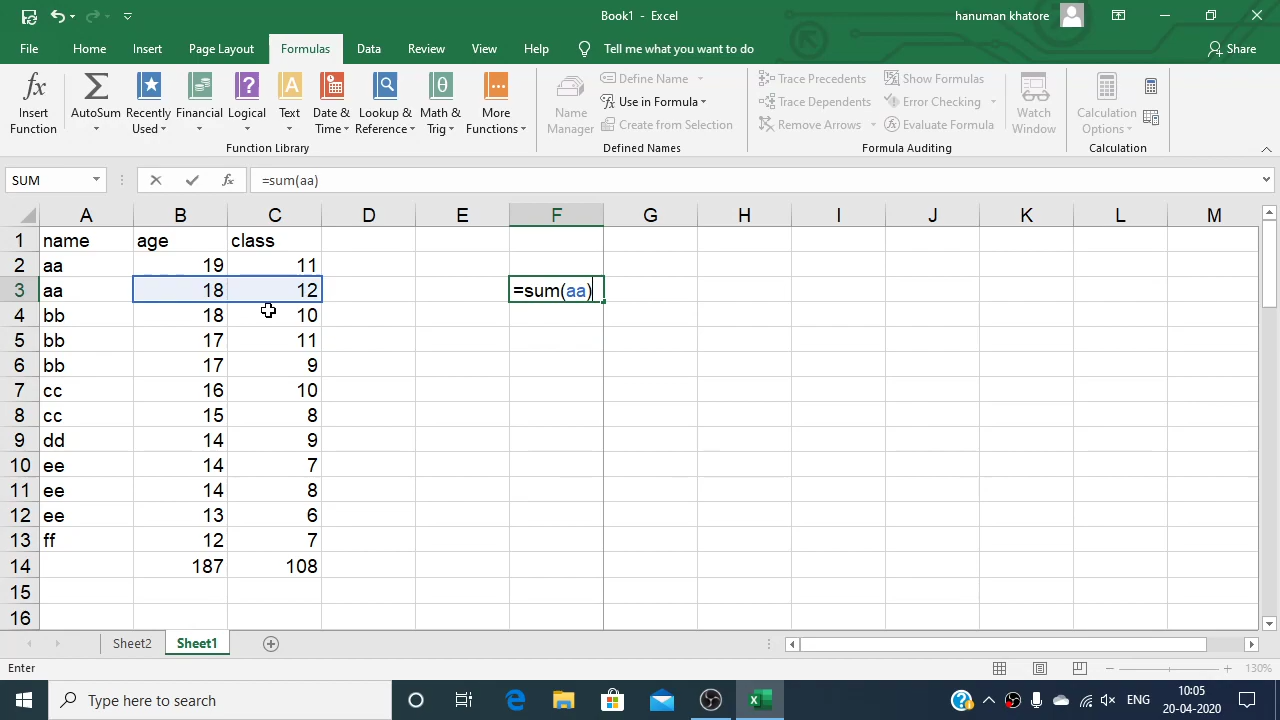 Book1 - Excel
hanuman khatore
File Home Insert Page Layout Formulas Data Review View Help Tell me what you want to do Share
fx Σ A θ
Insert Function
AutoSum
Recently Used
Financial
Logical
Text
Date & Time
Lookup & Reference
Math & Trig
More Functions
Function Library
Name Manager
Define Name
Use in Formula
Create from Selection
Defined Names
Trace Precedents
Trace Dependents
Remove Arrows
Show Formulas
Error Checking
Evaluate Formula
Watch Window
Formula Auditing
Calculation Options
Calculation
SUM fx =sum(aa)
A B C D E F G H I J K L M
1 name age class
2 aa 19 11
3 aa 18 12 =sum(aa)
4 bb 18 10
5 bb 17 11
6 bb 17 9
7 cc 16 10
8 cc 15 8
9 dd 14 9
10 ee 14 7
11 ee 14 8
12 ee 13 6
13 ff 12 7
14 187 108
15
16
Sheet2 Sheet1
Enter 130%
Type here to search
ENG
10:05
20-04-2020